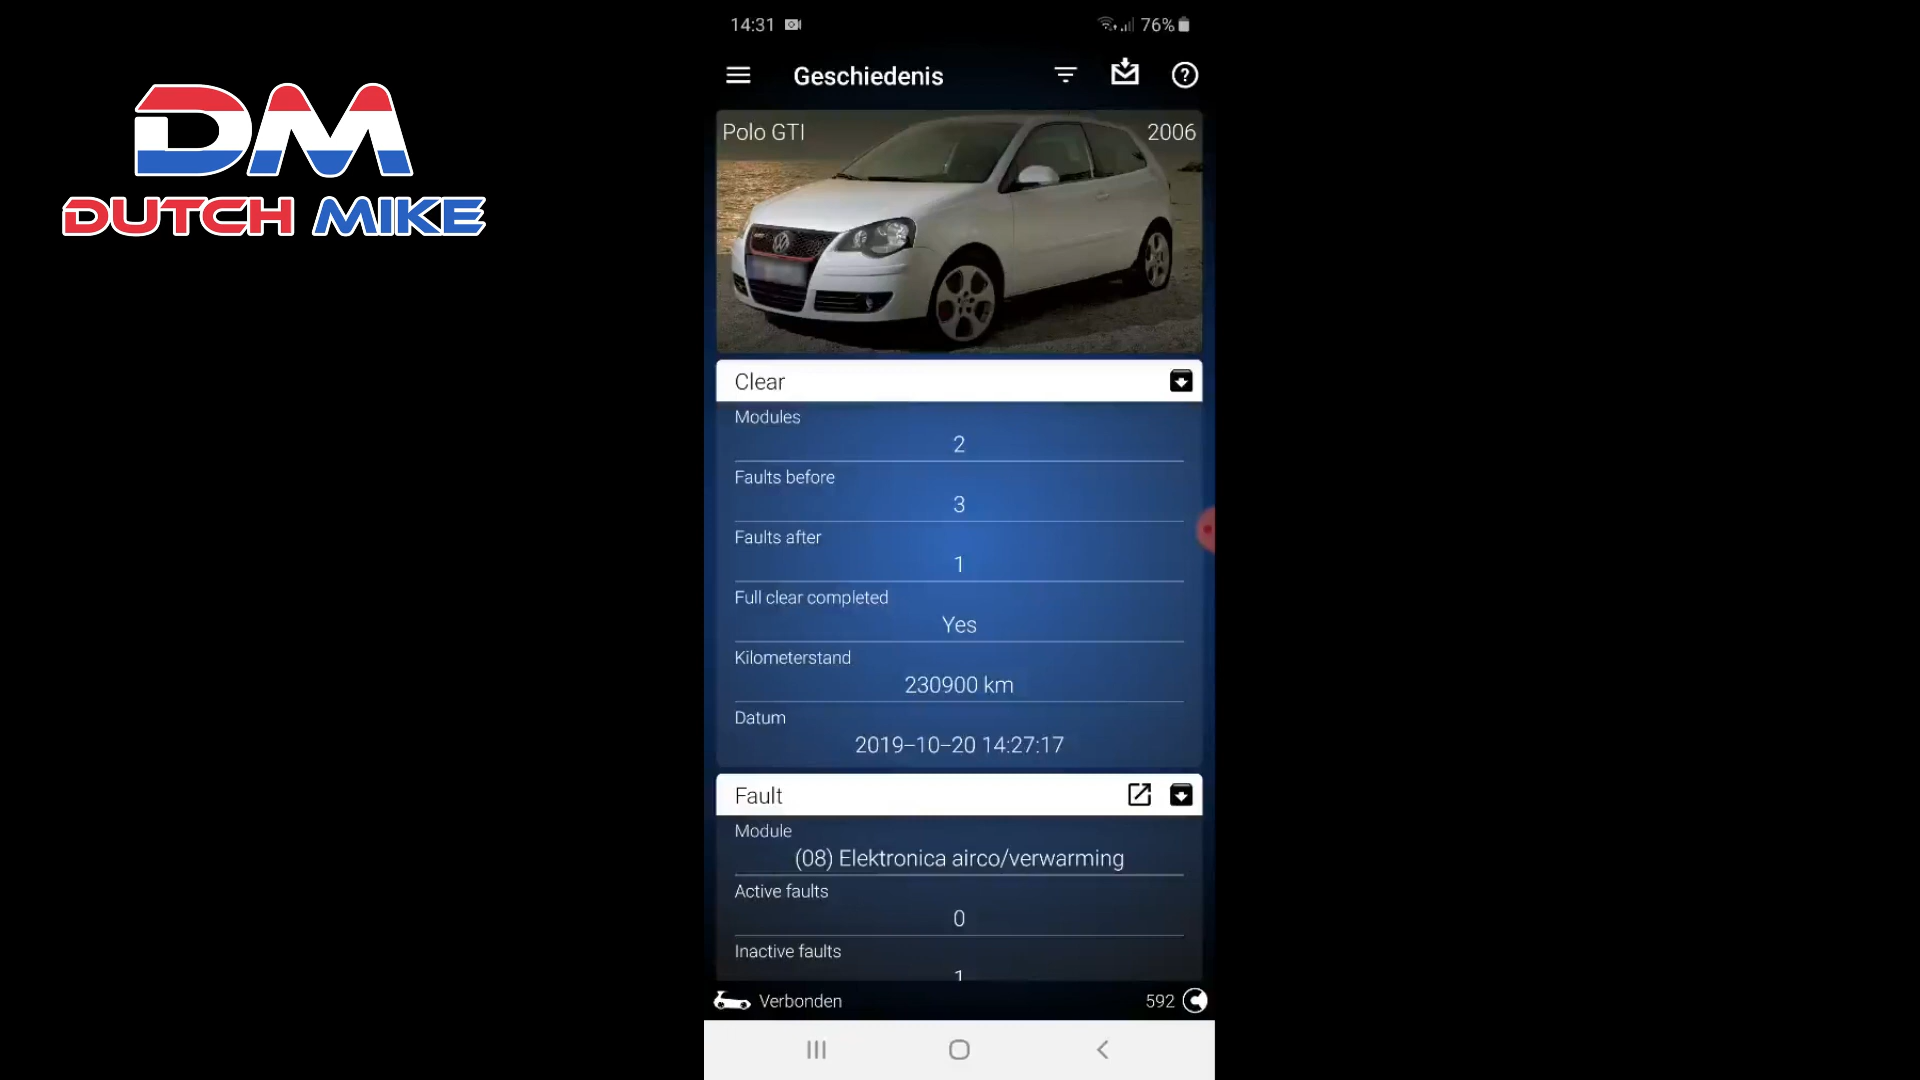 14:31
76%
DM
DUTCH MIKE
Geschiedenis
Polo GTI
2006
Clear
Modules
2
Faults before
3
Faults after
1
Full clear completed
Yes
Kilometerstand
230900 km
Datum
2019-10-20 14:27:17
Fault
Module
(08) Elektronica airco/verwarming
Active faults
0
Inactive faults
1
Verbonden
592